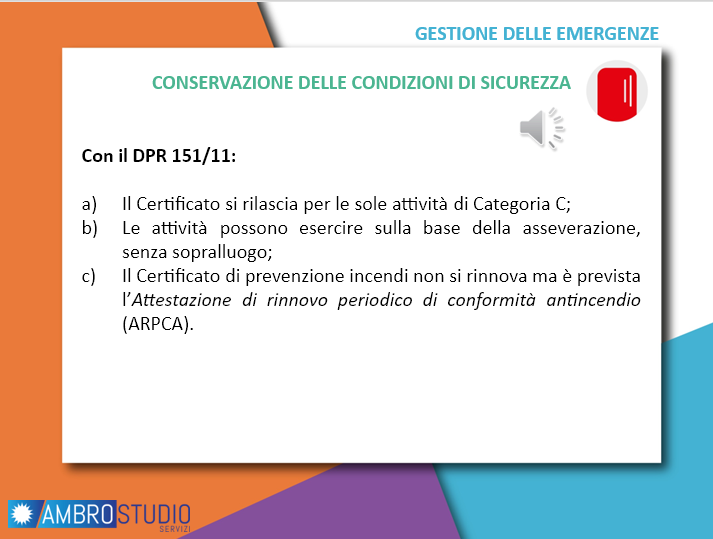 GESTIONE DELLE EMERGENZE
CONSERVAZIONE DELLE CONDIZIONI DI SICUREZZA
Con il DPR 151/11:
a) Il Certificato si rilascia per le sole attività di Categoria C;
b) Le attività possono esercire sulla base della asseverazione,
senza sopralluogo;
c) Il Certificato di prevenzione incendi non si rinnova ma è prevista
l'Attestazione di rinnovo periodico di conformità antincendio
(ARPCA).
AMBROSTUDIO
SERVIZI